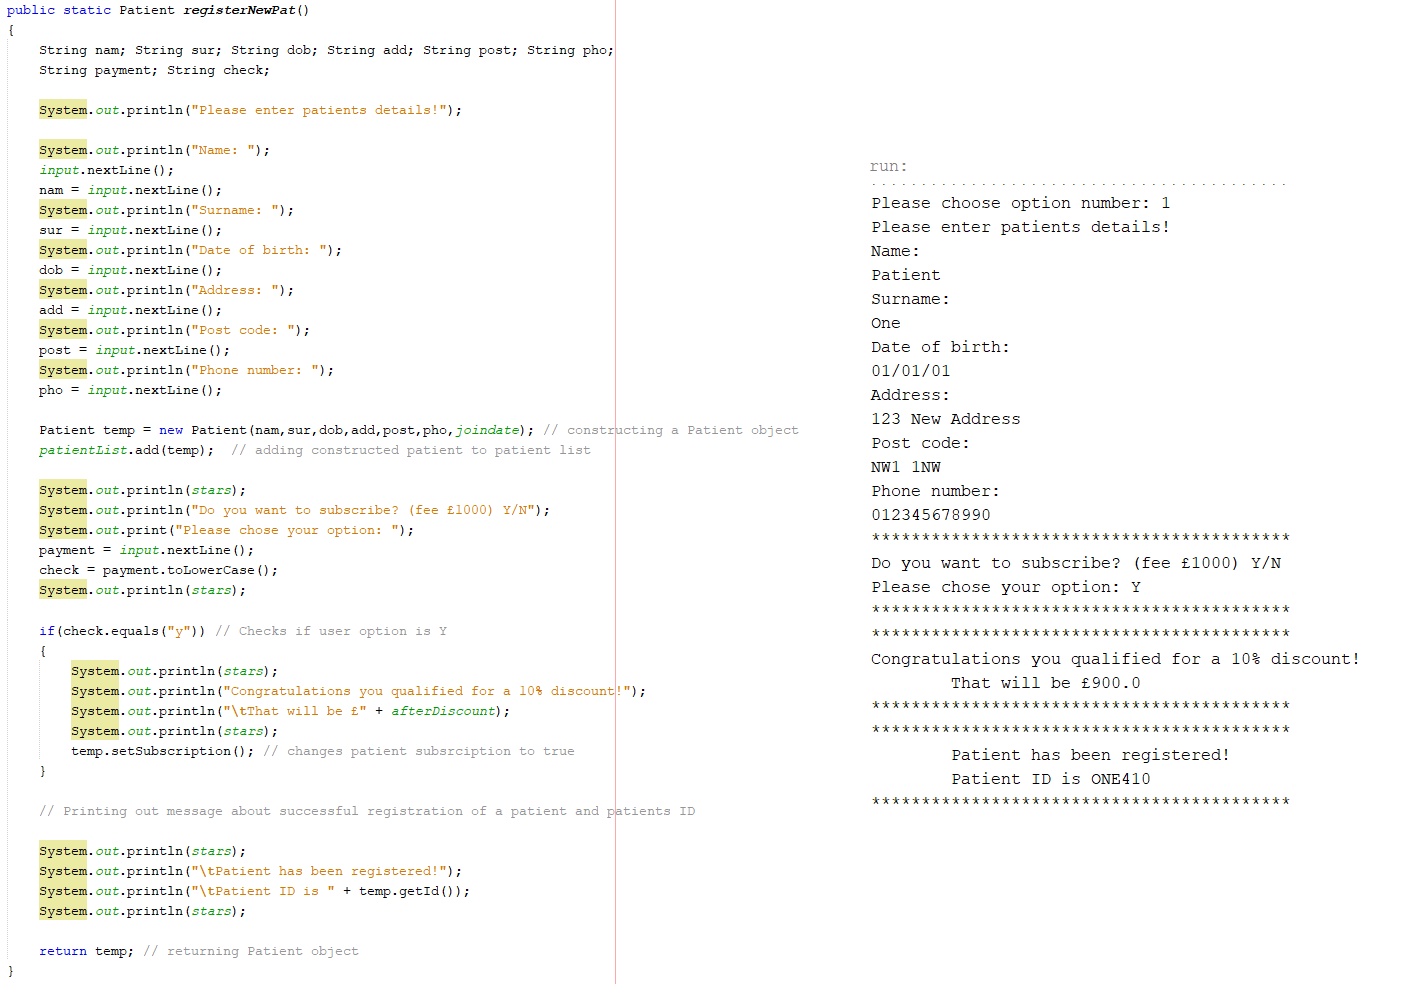 public static Patient registerNewPat()
{
    String nam; String sur; String dob; String add; String post; String pho;
    String payment; String check;

    System.out.println("Please enter patients details!");

    System.out.println("Name: ");
    input.nextLine();
    nam = input.nextLine();
    System.out.println("Surname: ");
    sur = input.nextLine();
    System.out.println("Date of birth: ");
    dob = input.nextLine();
    System.out.println("Address: ");
    add = input.nextLine();
    System.out.println("Post code: ");
    post = input.nextLine();
    System.out.println("Phone number: ");
    pho = input.nextLine();

    Patient temp = new Patient(nam,sur,dob,add,post,pho,joindate); // constructing a Patient object
    patientList.add(temp);  // adding constructed patient to patient list

    System.out.println(stars);
    System.out.println("Do you want to subscribe? (fee £1000) Y/N");
    System.out.print("Please chose your option: ");
    payment = input.nextLine();
    check = payment.toLowerCase();
    System.out.println(stars);

    if(check.equals("y")) // Checks if user option is Y
    {
        System.out.println(stars);
        System.out.println("Congratulations you qualified for a 10% discount!");
        System.out.println("\tThat will be £" + afterDiscount);
        System.out.println(stars);
        temp.setSubscription(); // changes patient subsrciption to true
    }

    // Printing out message about successful registration of a patient and patients ID

    System.out.println(stars);
    System.out.println("\tPatient has been registered!");
    System.out.println("\tPatient ID is " + temp.getId());
    System.out.println(stars);

    return temp; // returning Patient object
}
run:
Please choose option number: 1
Please enter patients details!
Name:
Patient
Surname:
One
Date of birth:
01/01/01
Address:
123 New Address
Post code:
NW1 1NW
Phone number:
012345678990
******************************************
Do you want to subscribe? (fee £1000) Y/N
Please chose your option: Y
******************************************
******************************************
Congratulations you qualified for a 10% discount!
        That will be £900.0
******************************************
******************************************
        Patient has been registered!
        Patient ID is ONE410
******************************************